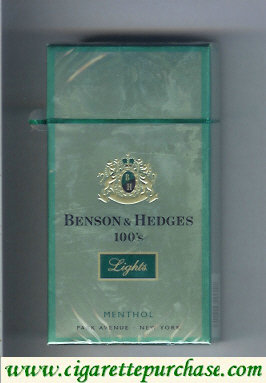 B
H
BENSON & HEDGES
100's
Lights
MENTHOL
PARK AVENUE · NEW YORK
www.cigarettepurchase.com